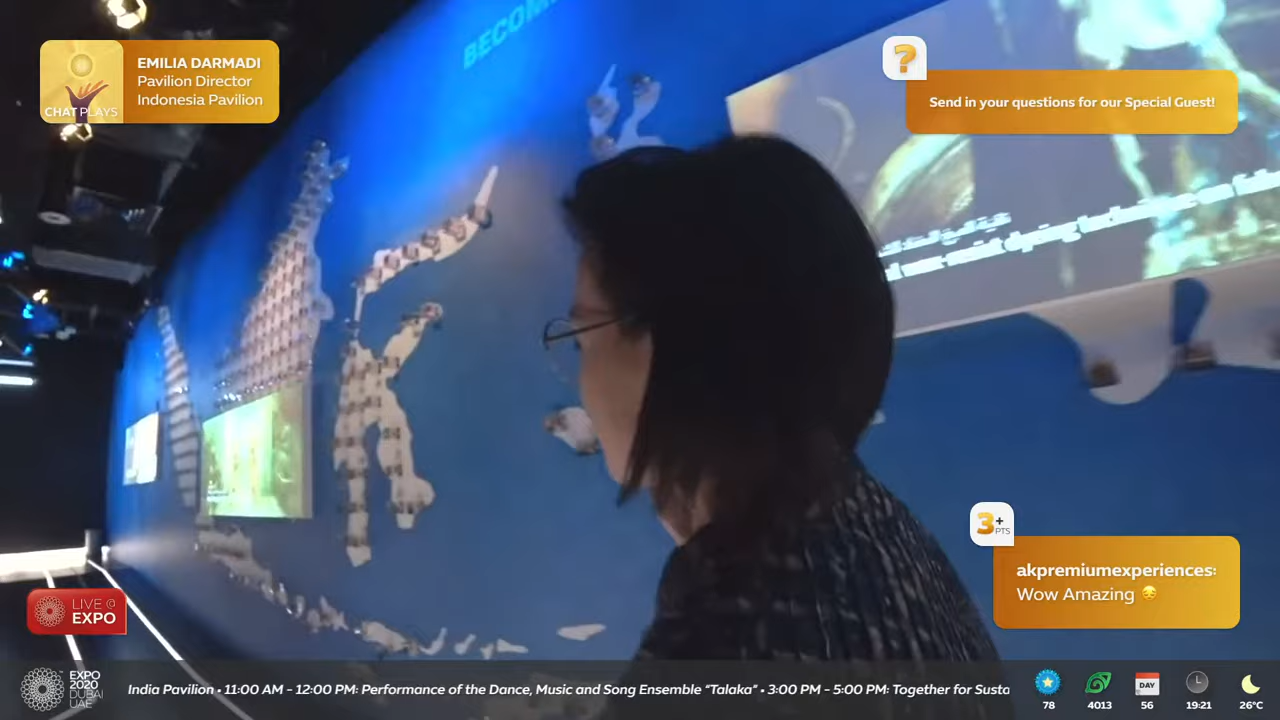 BECOM
EMILIA DARMADI
Pavilion Director
Indonesia Pavilion
CHAT PLAYS
?
Send in your questions for our Special Guest!
3+
PTS
akpremiumexperiences:
Wow Amazing 😔
LIVE @
EXPO
EXPO
2020
DUBAI
UAE
India Pavilion • 11:00 AM - 12:00 PM: Performance of the Dance, Music and Song Ensemble "Talaka" • 3:00 PM - 5:00 PM: Together for Susta
78
4013
DAY
56
19:21
26°C